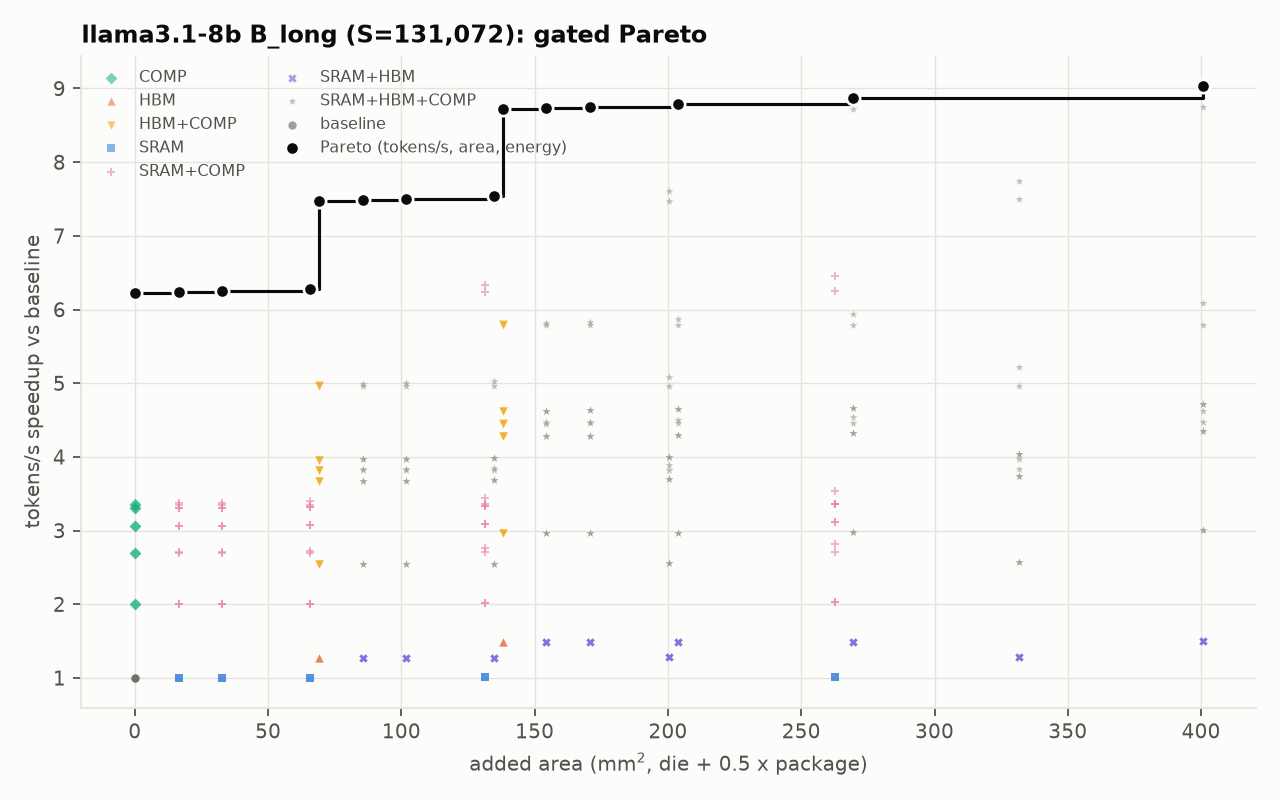 llama3.1-8b B_long (S=131,072): gated Pareto
COMP
HBM
HBM+COMP
SRAM
SRAM+COMP
SRAM+HBM
SRAM+HBM+COMP
baseline
Pareto (tokens/s, area, energy)
tokens/s speedup vs baseline
9
8
7
6
5
4
3
2
1
0 50 100 150 200 250 300 350 400
added area (mm², die + 0.5 x package)